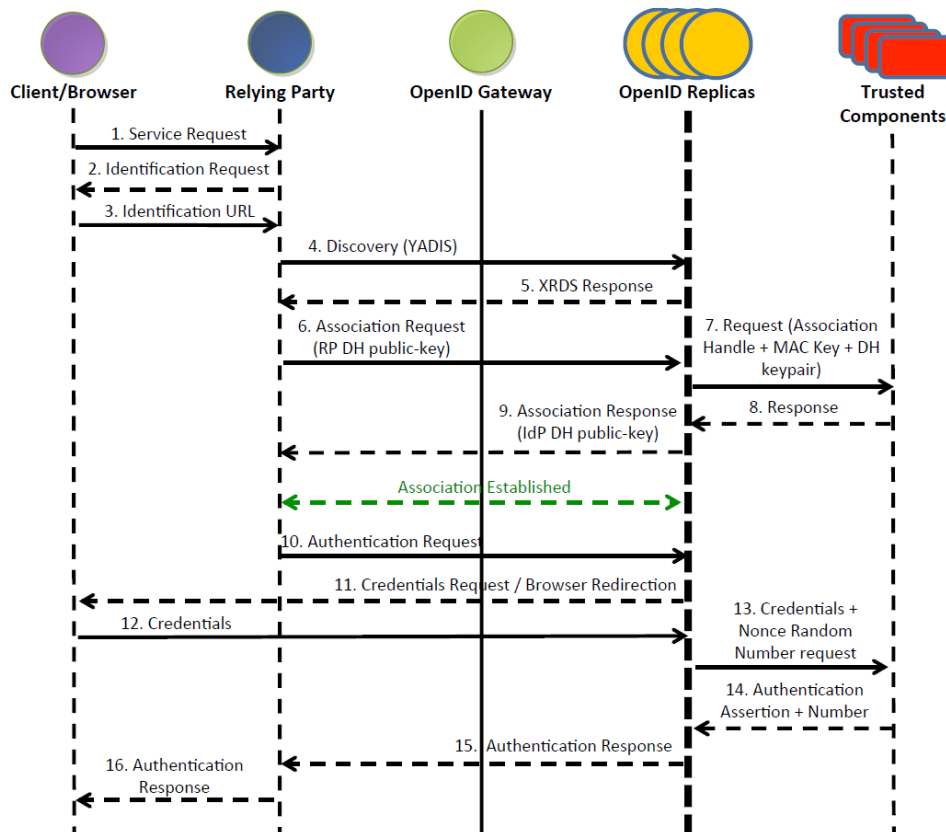 Client/Browser
Relying Party
OpenID Gateway
OpenID Replicas
Trusted
Components
1. Service Request
2. Identification Request
3. Identification URL
4. Discovery (YADIS)
5. XRDS Response
6. Association Request
(RP DH public-key)
7. Request (Association
Handle + MAC Key + DH
keypair)
8. Response
9. Association Response
(IdP DH public-key)
Association Established
10. Authentication Request
11. Credentials Request / Browser Redirection
12. Credentials
13. Credentials +
Nonce Random
Number request
14. Authentication
Assertion + Number
15. Authentication Response
16. Authentication
Response